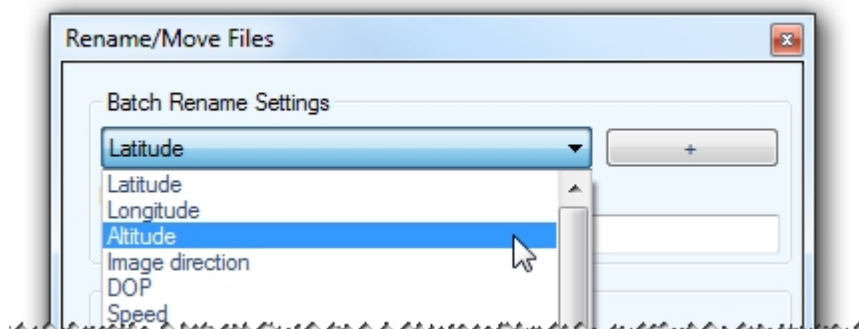 Rename/Move Files
Batch Rename Settings
Latitude
+
Latitude
Longitude
Altitude
Image direction
DOP
Speed